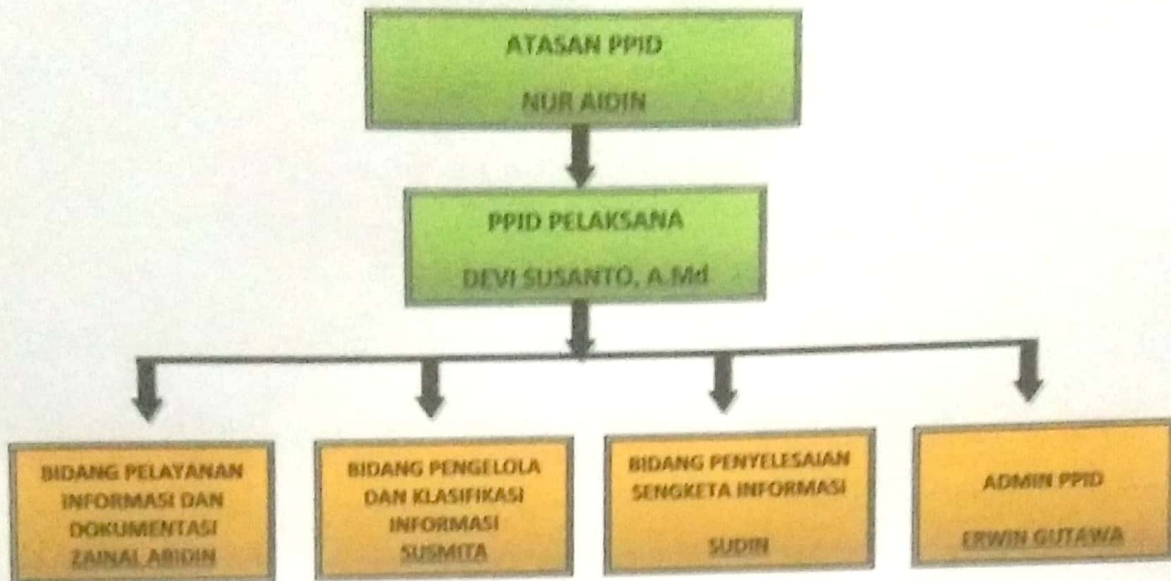 ATASAN PPID
NUR AIDIN
PPID PELAKSANA
DEVI SUSANTO, A.Md
BIDANG PELAYANAN
INFORMASI DAN
DOKUMENTASI
ZAINAL ABIDIN
BIDANG PENGELOLA
DAN KLASIFIKASI
INFORMASI
SUSMITA
BIDANG PENYELESAIAN
SENGKETA INFORMASI
SUDIN
ADMIN PPID
ERWIN GUTAWA